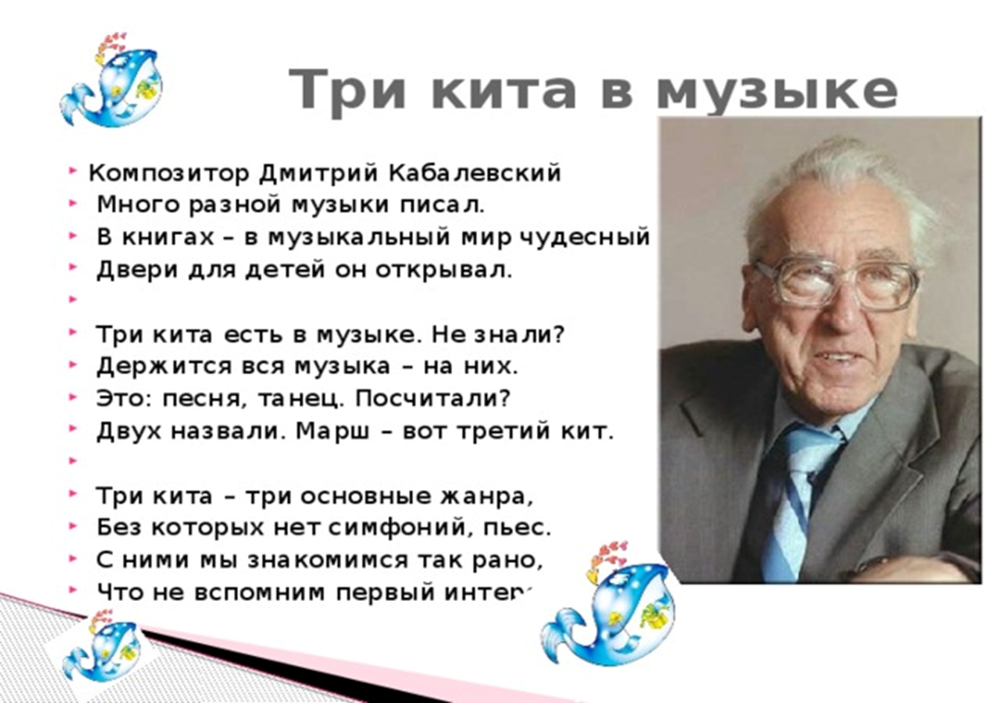 Три кита в музыке
Композитор Дмитрий Кабалевский
Много разной музыки писал.
В книгах – в музыкальный мир чудесный
Двери для детей он открывал.
Три кита есть в музыке. Не знали?
Держится вся музыка – на них.
Это: песня, танец. Посчитали?
Двух назвали. Марш – вот третий кит.
Три кита – три основные жанра,
Без которых нет симфоний, пьес.
С ними мы знакомимся так рано,
Что не вспомним первый